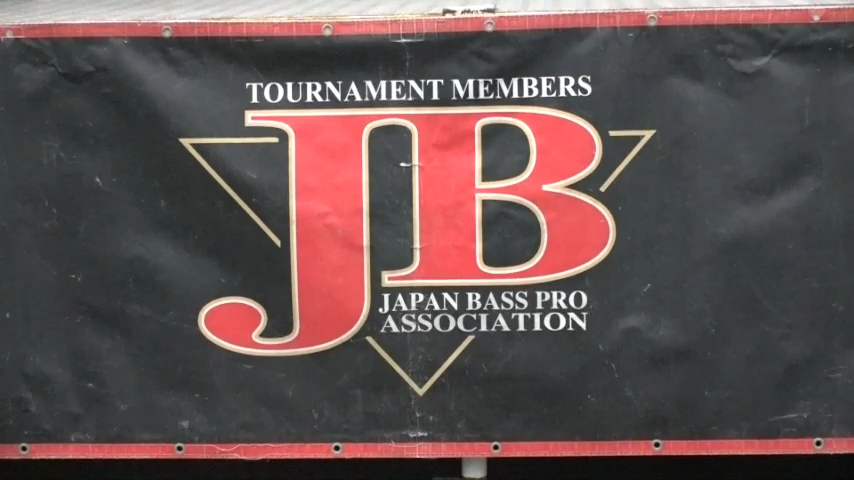 TOURNAMENT MEMBERS
JB
JAPAN BASS PRO
ASSOCIATION